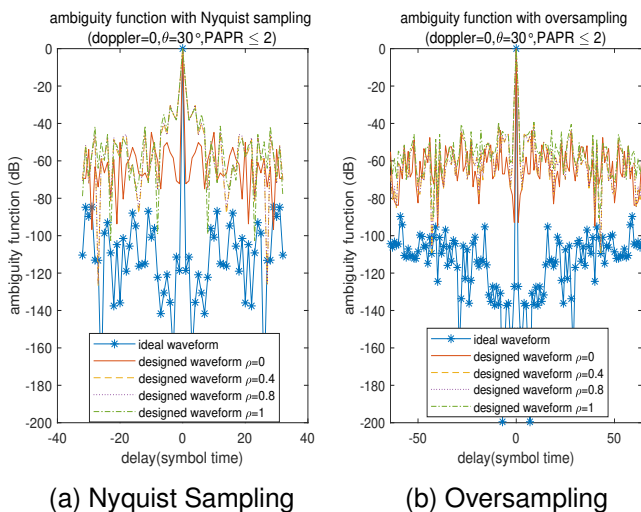 ambiguity function with Nyquist sampling
(doppler=0,θ=30°,PAPR ≤ 2)
0
-20
-40
-60
-80
-100
-120
-140
-160
-180
-200
ambiguity function (dB)
ideal waveform
designed waveform ρ=0
designed waveform ρ=0.4
designed waveform ρ=0.8
designed waveform ρ=1
-40
-20
0
20
40
delay(symbol time)
(a) Nyquist Sampling
ambiguity function with oversampling
(doppler=0,θ=30°,PAPR ≤ 2)
0
-20
-40
-60
-80
-100
-120
-140
-160
-180
-200
ambiguity function (dB)
ideal waveform
designed waveform ρ=0
designed waveform ρ=0.4
designed waveform ρ=0.8
designed waveform ρ=1
-50
0
50
delay(symbol time)
(b) Oversampling